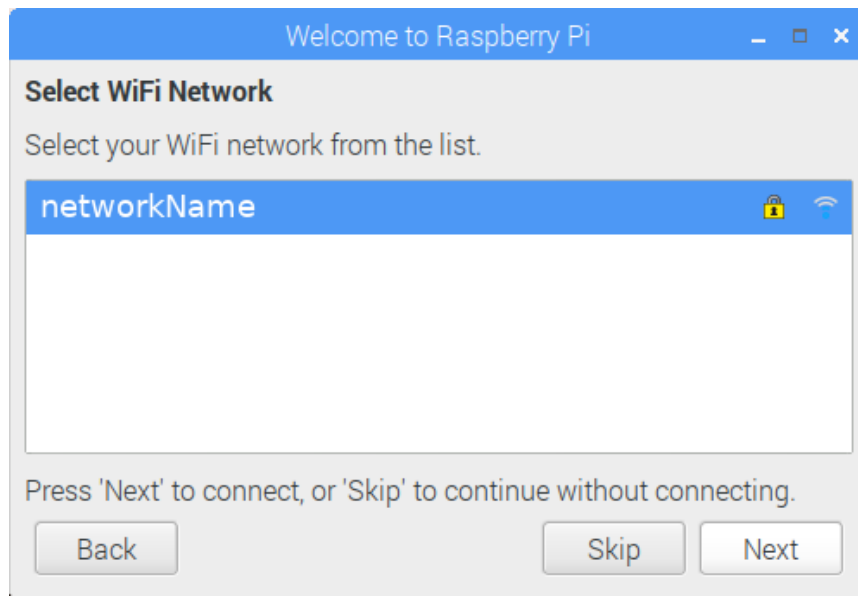 Welcome to Raspberry Pi
Select WiFi Network
Select your WiFi network from the list.
networkName
Press 'Next' to connect, or 'Skip' to continue without connecting.
Back Skip Next